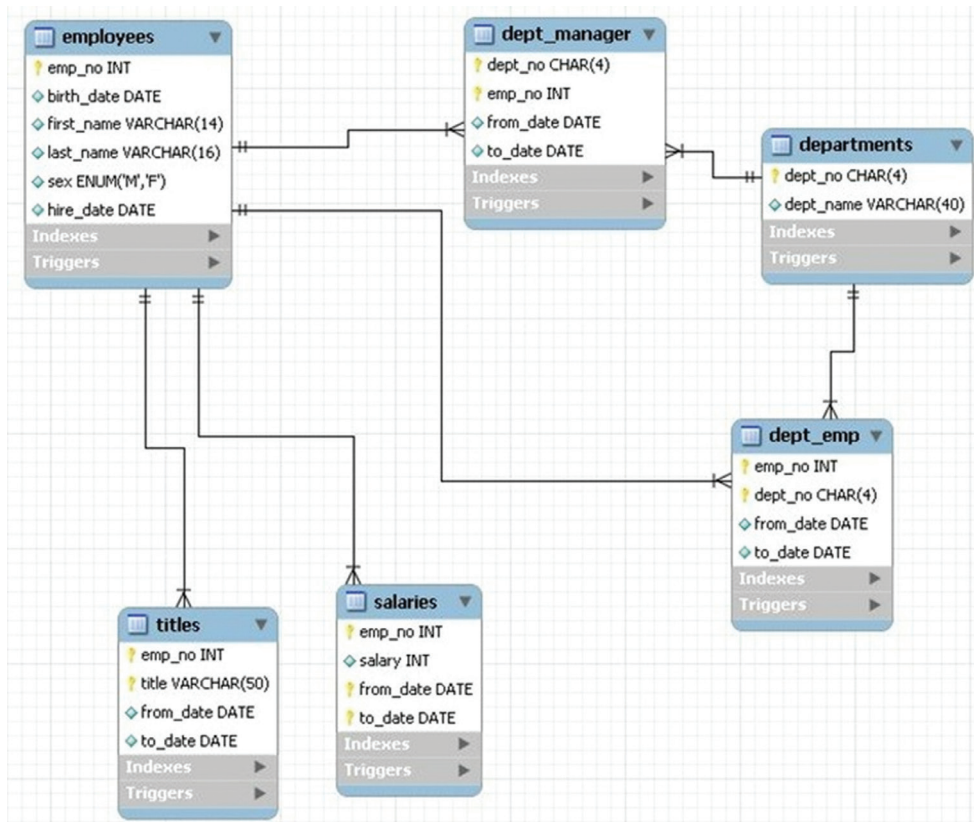 employees
emp_no INT
birth_date DATE
first_name VARCHAR(14)
last_name VARCHAR(16)
sex ENUM('M','F')
hire_date DATE
Indexes
Triggers
dept_manager
dept_no CHAR(4)
emp_no INT
from_date DATE
to_date DATE
Indexes
Triggers
departments
dept_no CHAR(4)
dept_name VARCHAR(40)
Indexes
Triggers
dept_emp
emp_no INT
dept_no CHAR(4)
from_date DATE
to_date DATE
Indexes
Triggers
titles
emp_no INT
title VARCHAR(50)
from_date DATE
to_date DATE
Indexes
Triggers
salaries
emp_no INT
salary INT
from_date DATE
to_date DATE
Indexes
Triggers